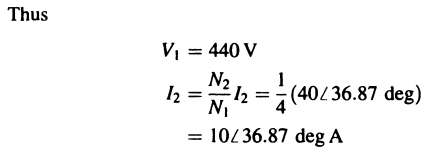 Thus
V₁ = 440 V
I₂ = N₂/N₁ I₂ = 1/4 (40∠36.87 deg)
= 10∠36.87 deg A